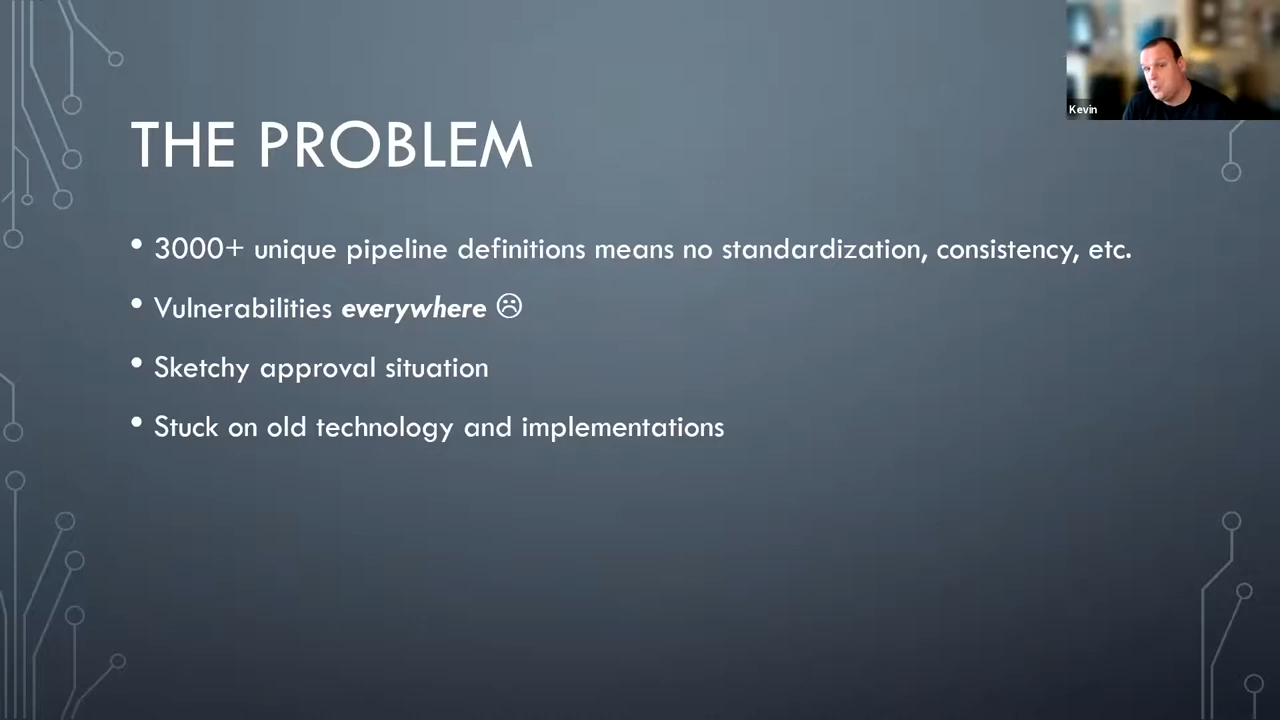 Kevin
THE PROBLEM
• 3000+ unique pipeline definitions means no standardization, consistency, etc.
• Vulnerabilities everywhere ☹
• Sketchy approval situation
• Stuck on old technology and implementations